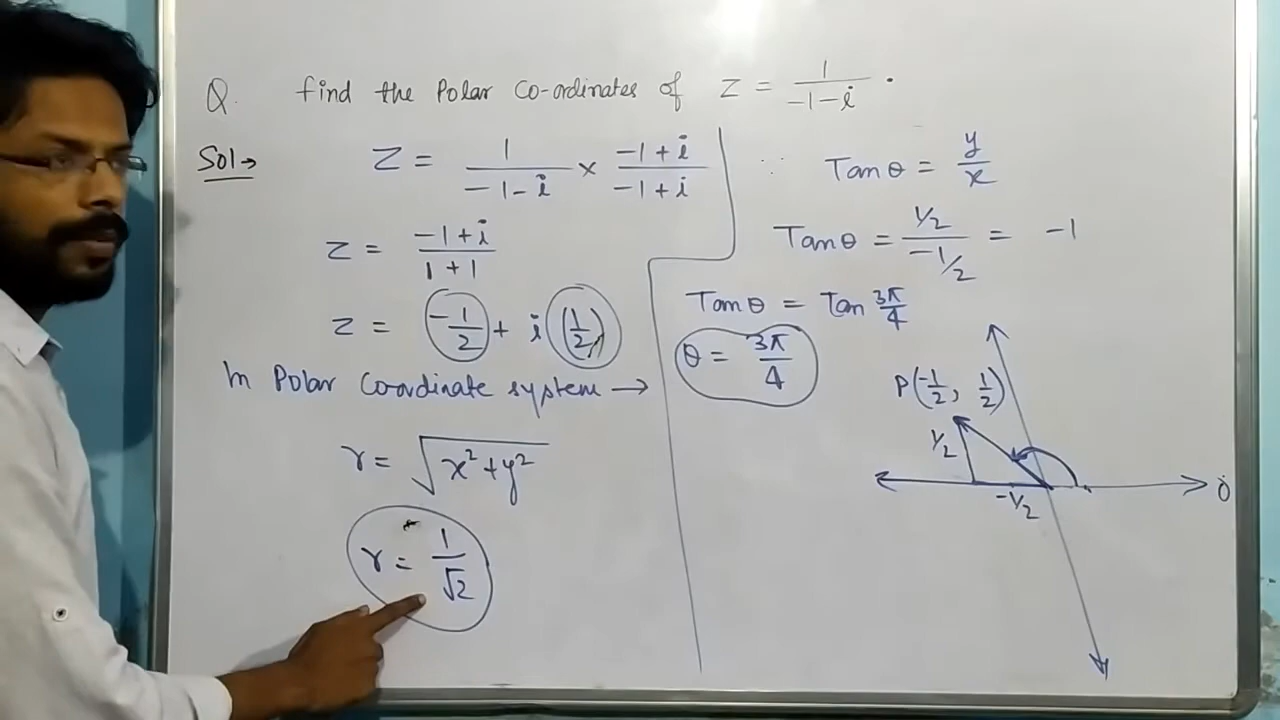 Q. find the Polar Co-ordinates of Z = 1/(-1-i) .
Sol→ Z = 1/(-1-i) × (-1+i)/(-1+i)
Z = (-1+i)/(1+1)
Z = -1/2 + i (1/2)
In Polar Coordinate system →
r = √(x²+y²)
r = 1/√2
∵ Tan θ = y/x
Tan θ = (1/2)/(-1/2) = -1
Tan θ = Tan 3π/4
θ = 3π/4
P(-1/2, 1/2)
1/2
-1/2